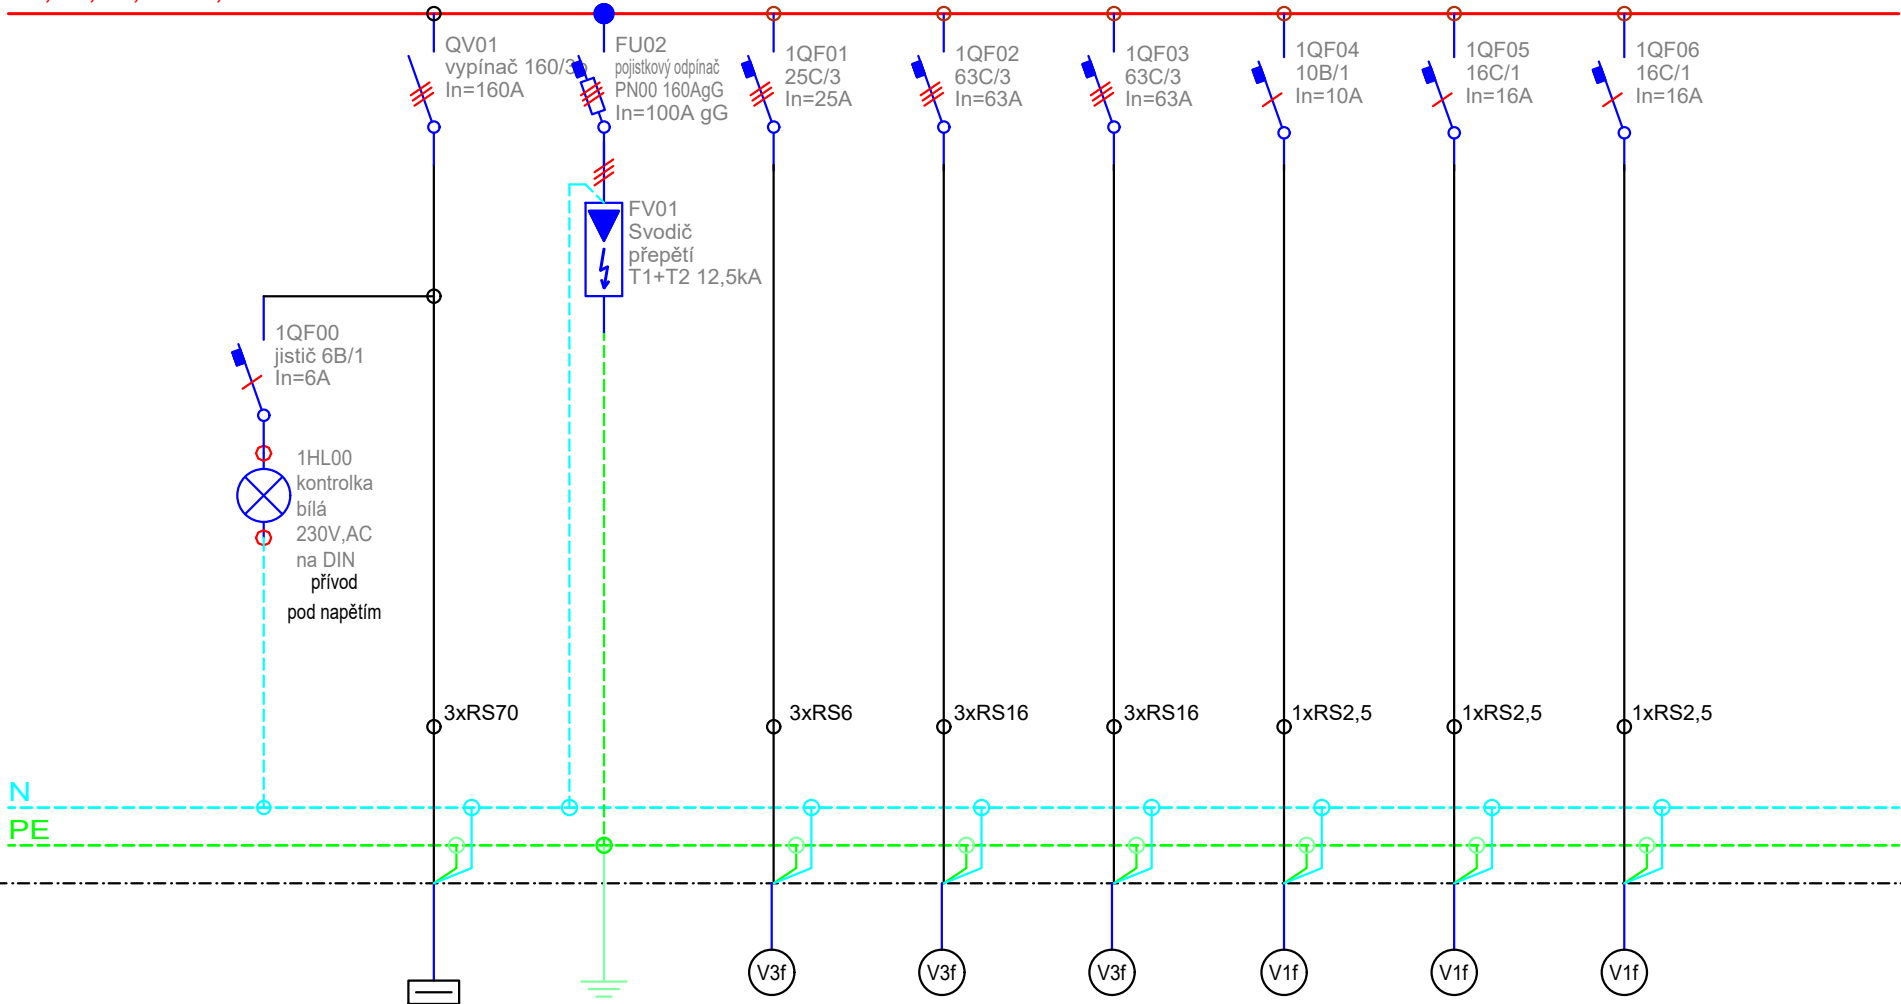 QV01
vypínač 160/3
In=160A
FU02
pojistkový odpínač
PN00 160AgG
In=100A gG
1QF01
25C/3
In=25A
1QF02
63C/3
In=63A
1QF03
63C/3
In=63A
1QF04
10B/1
In=10A
1QF05
16C/1
In=16A
1QF06
16C/1
In=16A
FV01
Svodič
přepětí
T1+T2 12,5kA
1QF00
jistič 6B/1
In=6A
1HL00
kontrolka
bílá
230V,AC
na DIN
přívod
pod napětím
3xRS70
3xRS6
3xRS16
3xRS16
1xRS2,5
1xRS2,5
1xRS2,5
N
PE
V3f
V3f
V3f
V1f
V1f
V1f